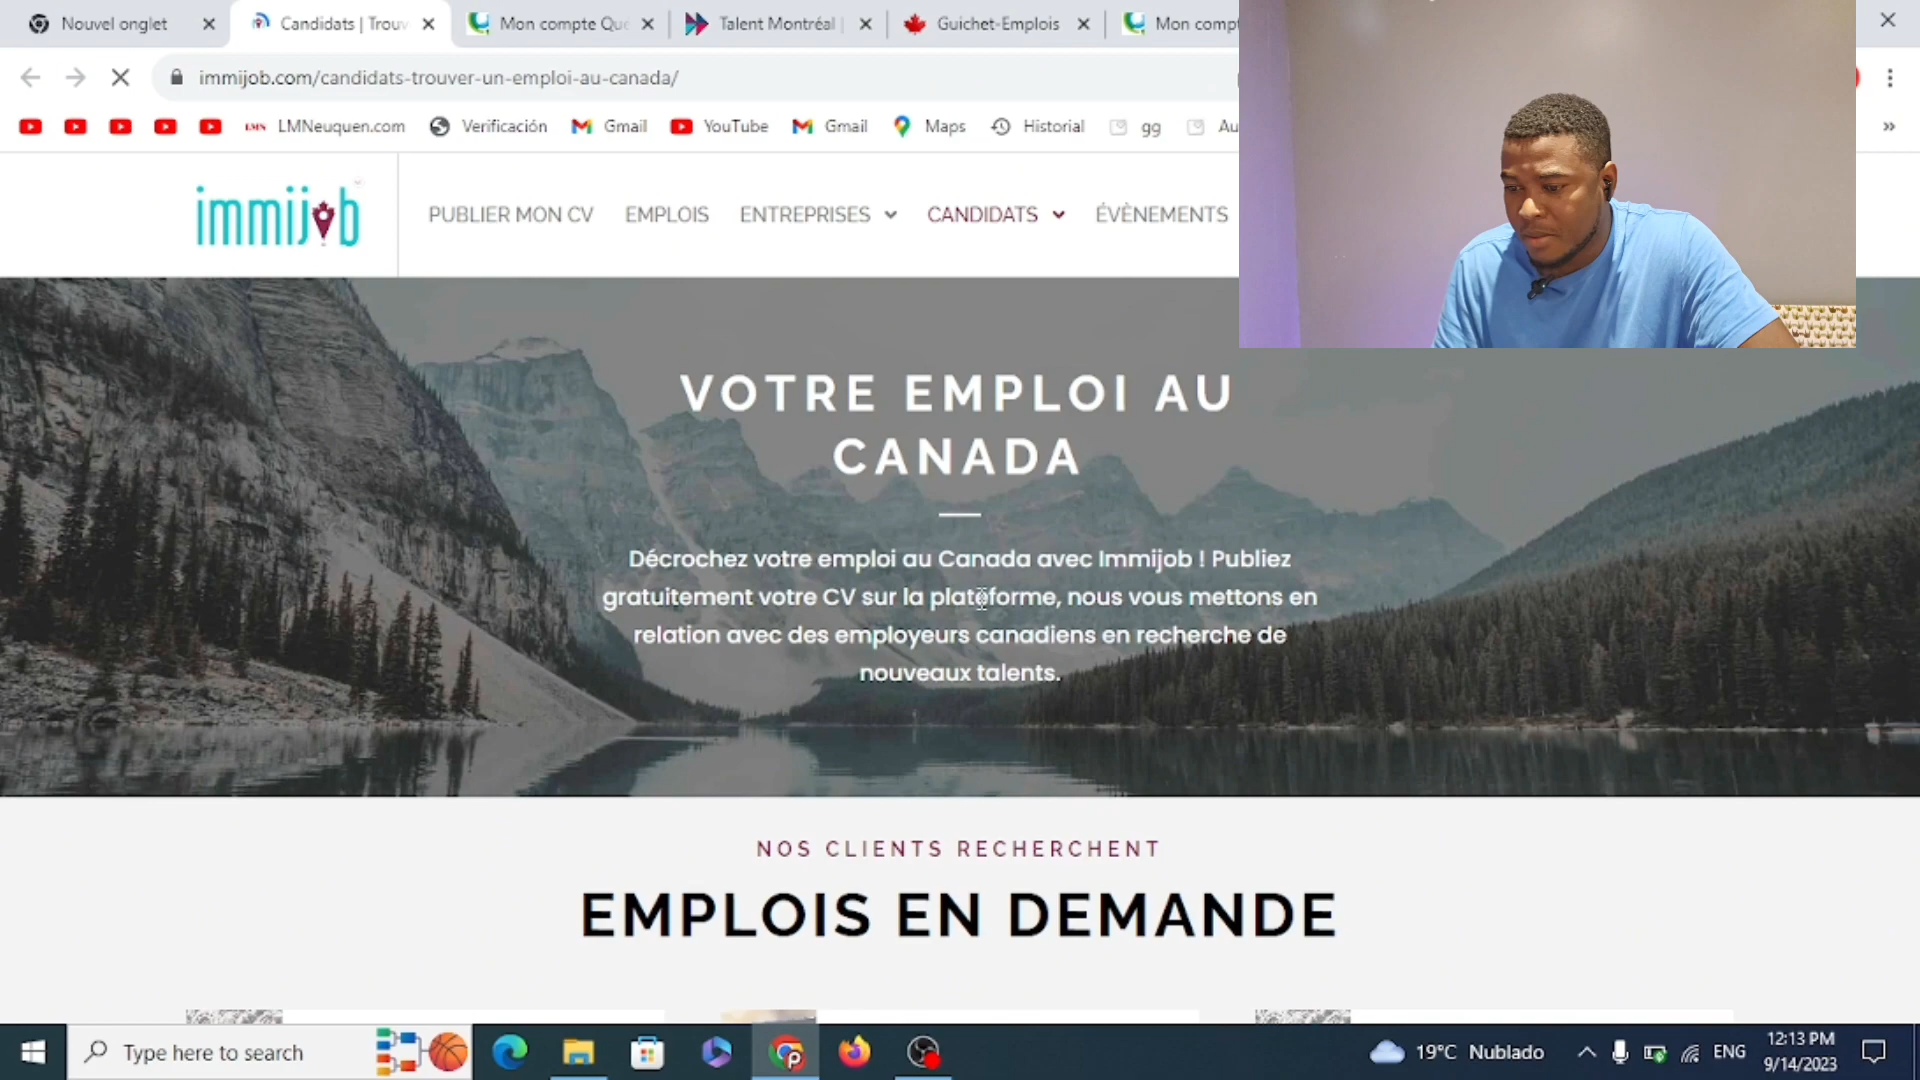 Nouvel onglet
Candidats | Trouv
Mon compte Qué
Talent Montréal |
Guichet-Emplois
Mon compt
immijob.com/candidats-trouver-un-emploi-au-canada/
LMN LMNeuquen.com
Verificación
Gmail
YouTube
Gmail
Maps
Historial
gg
Au
immijob
PUBLIER MON CV
EMPLOIS
ENTREPRISES
CANDIDATS
ÉVÈNEMENTS
VOTRE EMPLOI AU
CANADA
Décrochez votre emploi au Canada avec Immijob ! Publiez
gratuitement votre CV sur la plateforme, nous vous mettons en
relation avec des employeurs canadiens en recherche de
nouveaux talents.
NOS CLIENTS RECHERCHENT
EMPLOIS EN DEMANDE
Type here to search
19°C Nublado
ENG
12:13 PM
9/14/2023